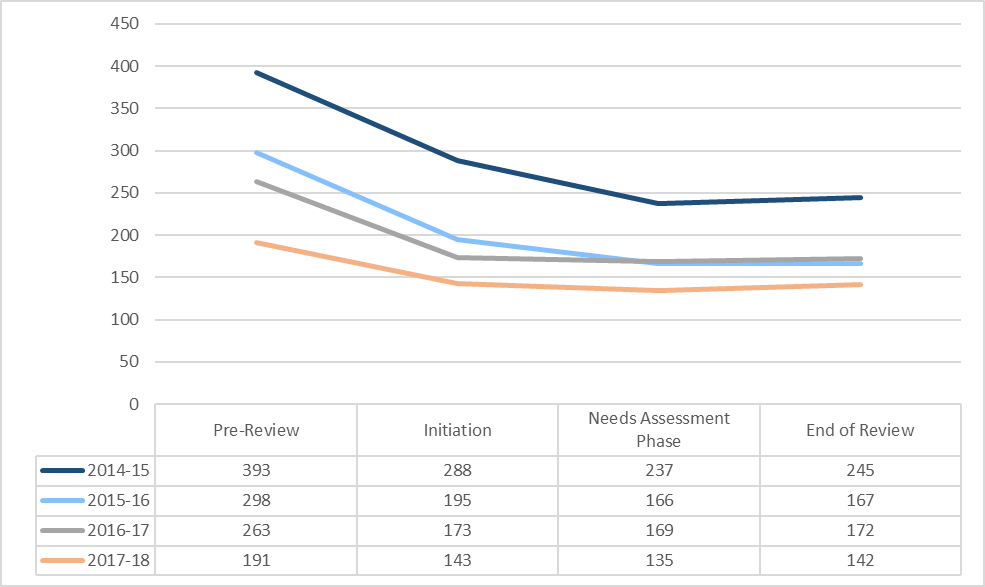 450
400
350
300
250
200
150
100
50
0
Pre-Review Initiation Needs Assessment Phase End of Review
2014-15 393 288 237 245
2015-16 298 195 166 167
2016-17 263 173 169 172
2017-18 191 143 135 142